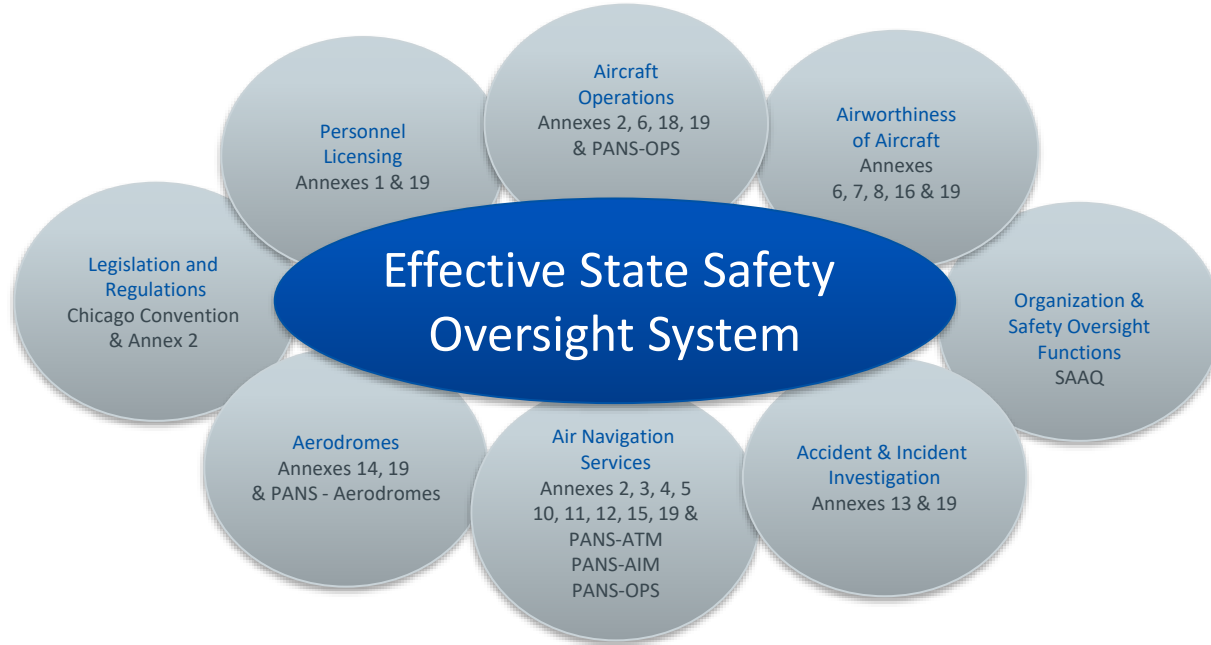 Aircraft
Operations
Annexes 2, 6, 18, 19
& PANS-OPS
Personnel
Licensing
Annexes 1 & 19
Airworthiness
of Aircraft
Annexes
6, 7, 8, 16 & 19
Legislation and
Regulations
Chicago Convention
& Annex 2
Effective State Safety
Oversight System
Organization &
Safety Oversight
Functions
SAAQ
Aerodromes
Annexes 14, 19
& PANS - Aerodromes
Air Navigation
Services
Annexes 2, 3, 4, 5
10, 11, 12, 15, 19 &
PANS-ATM
PANS-AIM
PANS-OPS
Accident & Incident
Investigation
Annexes 13 & 19